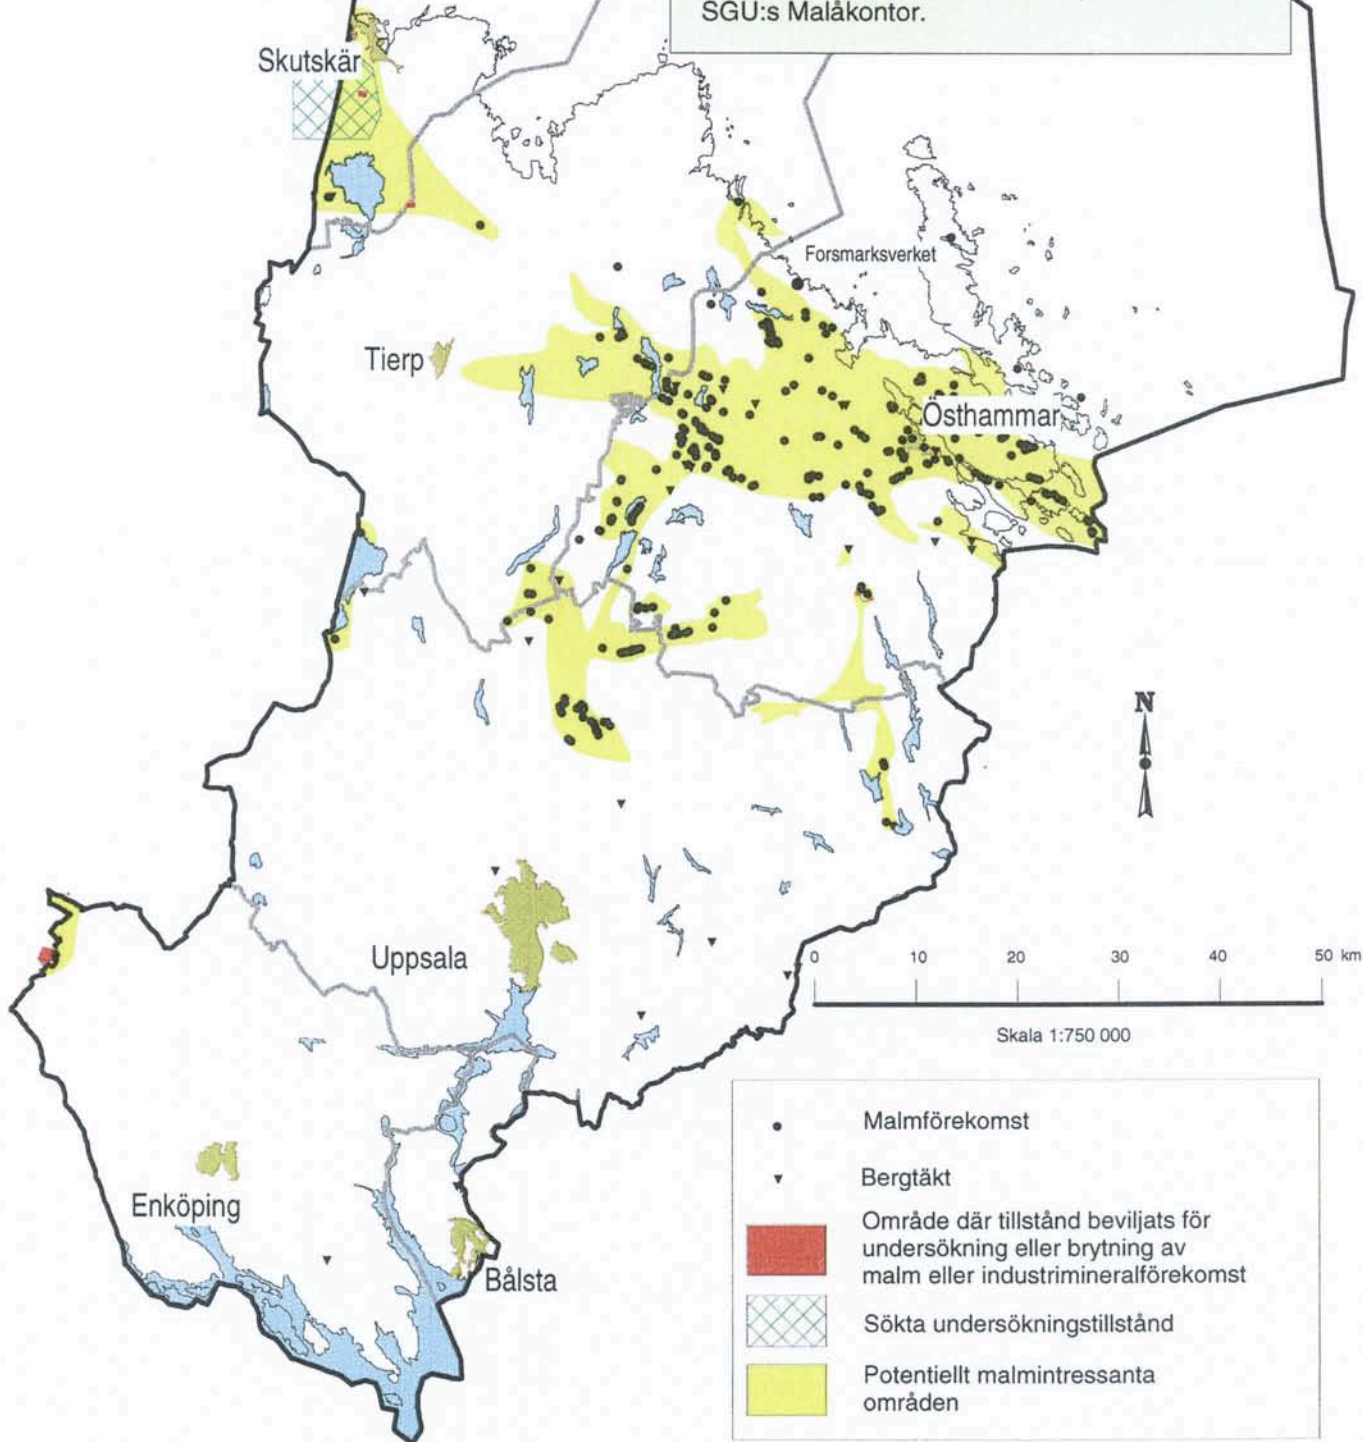 SGU:s Malåkontor.
Skutskär
Forsmarksverket
Tierp
Östhammar
N
Uppsala
0 10 20 30 40 50 km
Skala 1:750 000
Enköping
Bålsta
Malmförekomst
Bergtäkt
Område där tillstånd beviljats för
undersökning eller brytning av
malm eller industrimineralförekomst
Sökta undersökningstillstånd
Potentiellt malmintressanta
områden